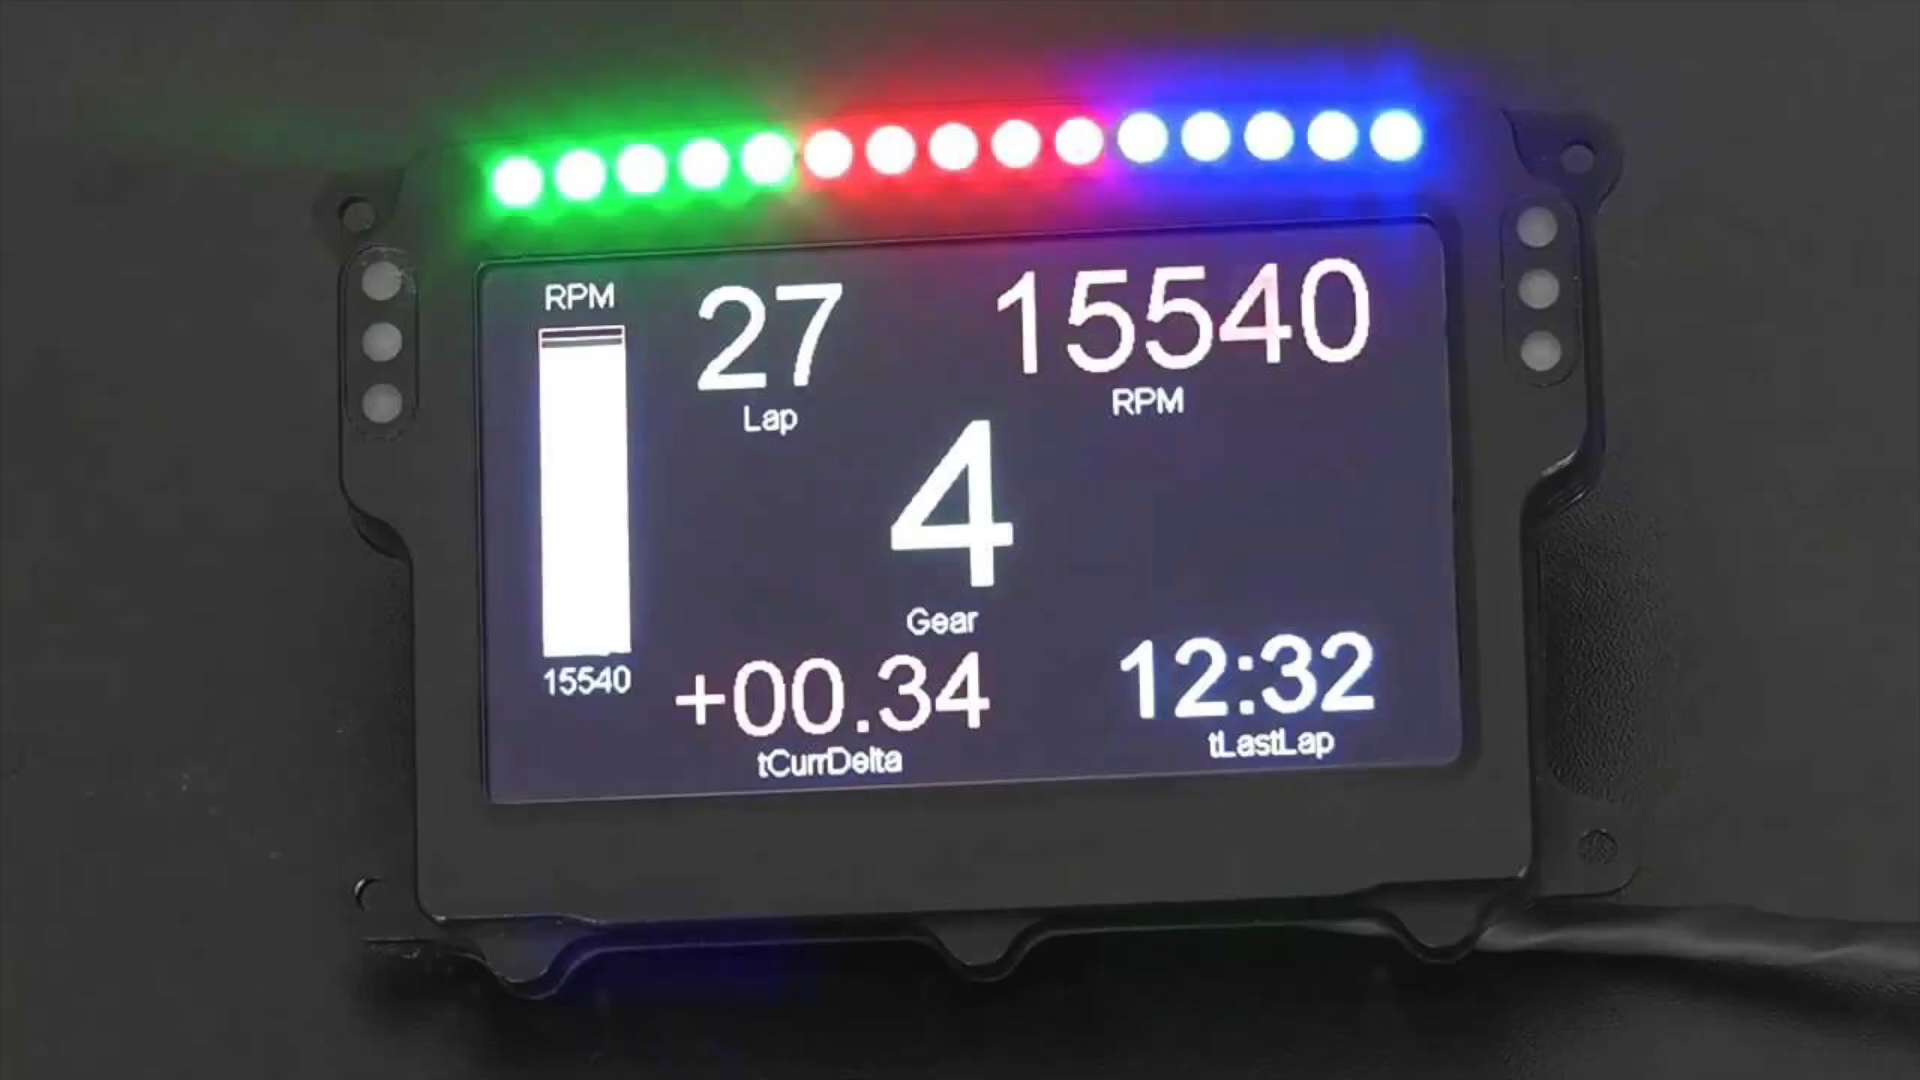 RPM
27
15540
Lap
RPM
4
Gear
15540
+00.34
12:32
tCurrDelta
tLastLap